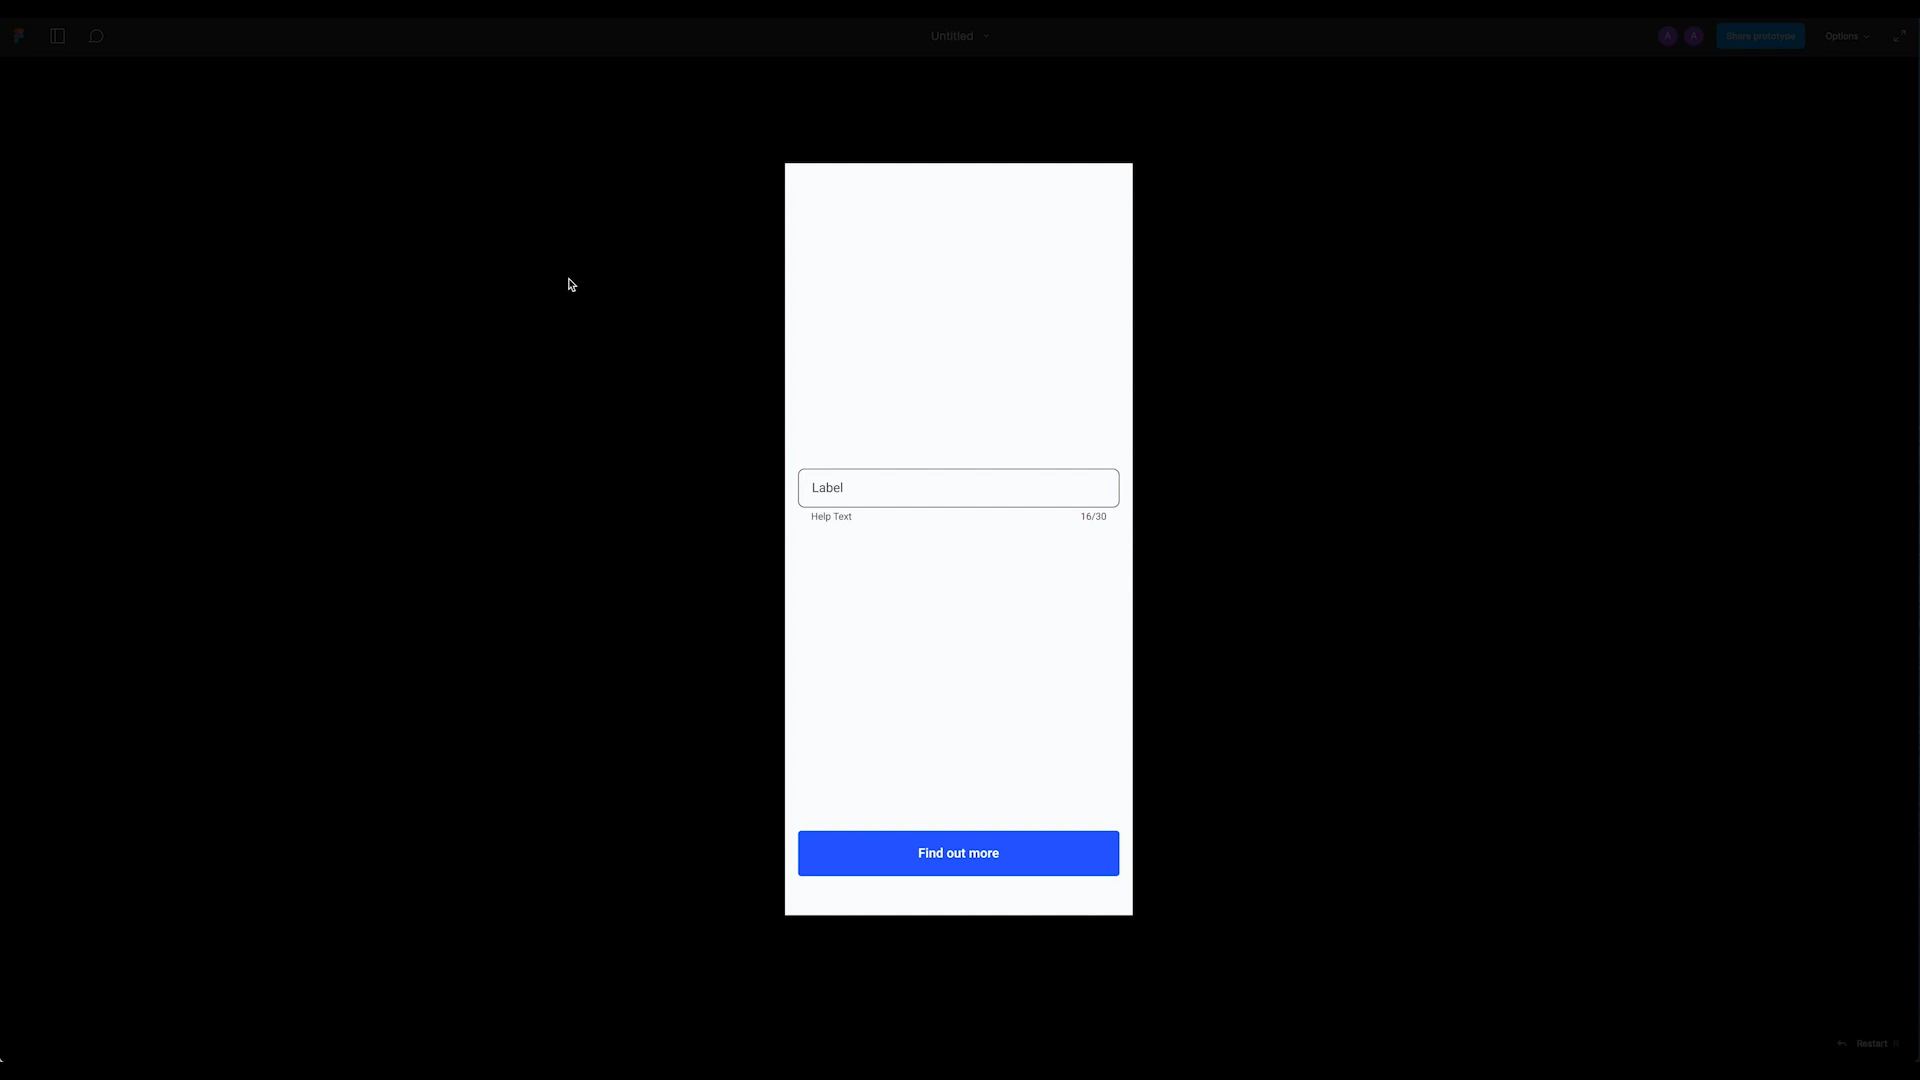 Untitled
A A
Share prototype
Options
Label
Help Text 16/30
Find out more
Restart R